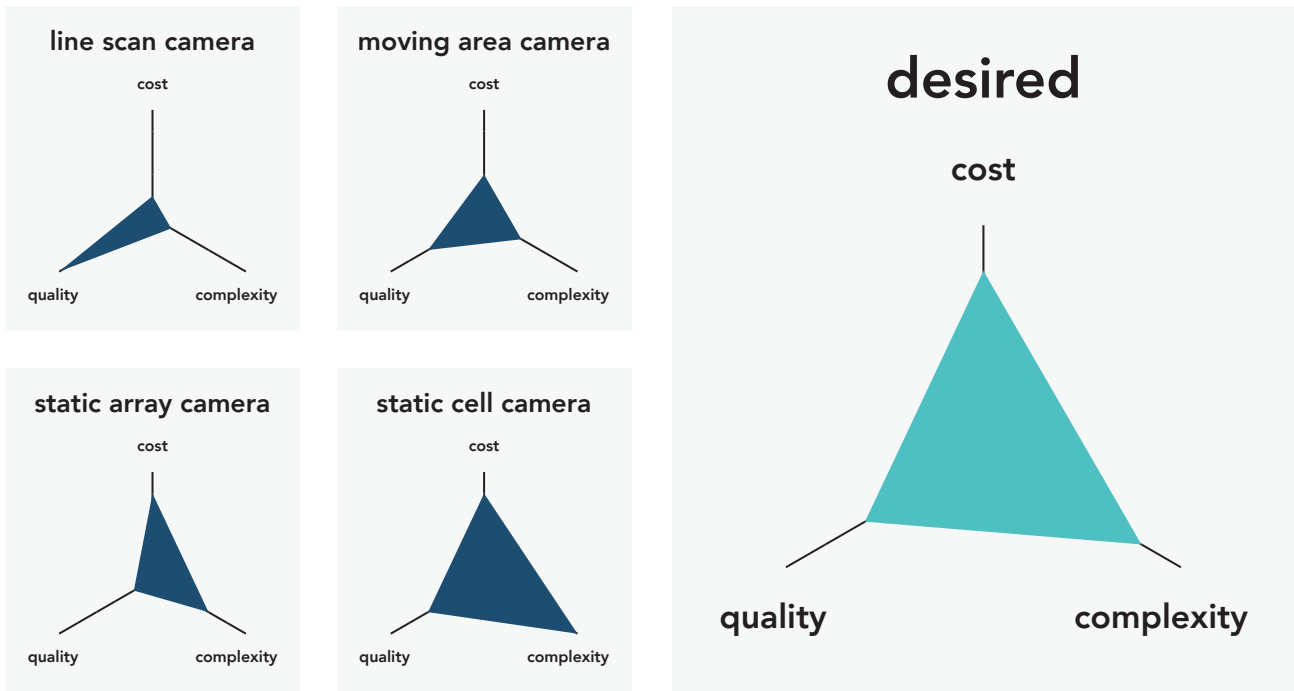 line scan camera
cost
quality
complexity
moving area camera
cost
quality
complexity
static array camera
cost
quality
complexity
static cell camera
cost
quality
complexity
desired
cost
quality
complexity